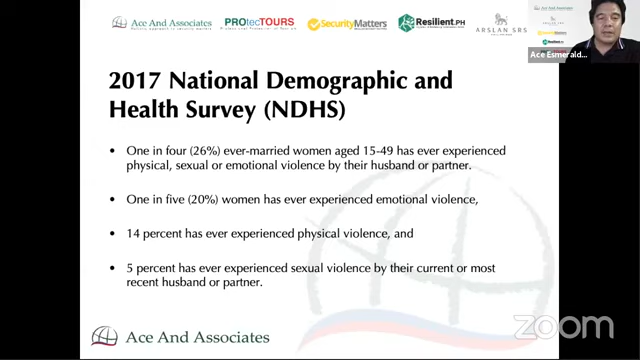 Ace And Associates
PROtecTOURS
SecurityMatters
Resilient.PH
ARSLAN SRS
Ace And Associates
Ace Esmerald...
2017 National Demographic and
Health Survey (NDHS)
• One in four (26%) ever-married women aged 15-49 has ever experienced
physical, sexual or emotional violence by their husband or partner.
• One in five (20%) women has ever experienced emotional violence,
• 14 percent has ever experienced physical violence, and
• 5 percent has ever experienced sexual violence by their current or most
recent husband or partner.
Ace And Associates
zoom